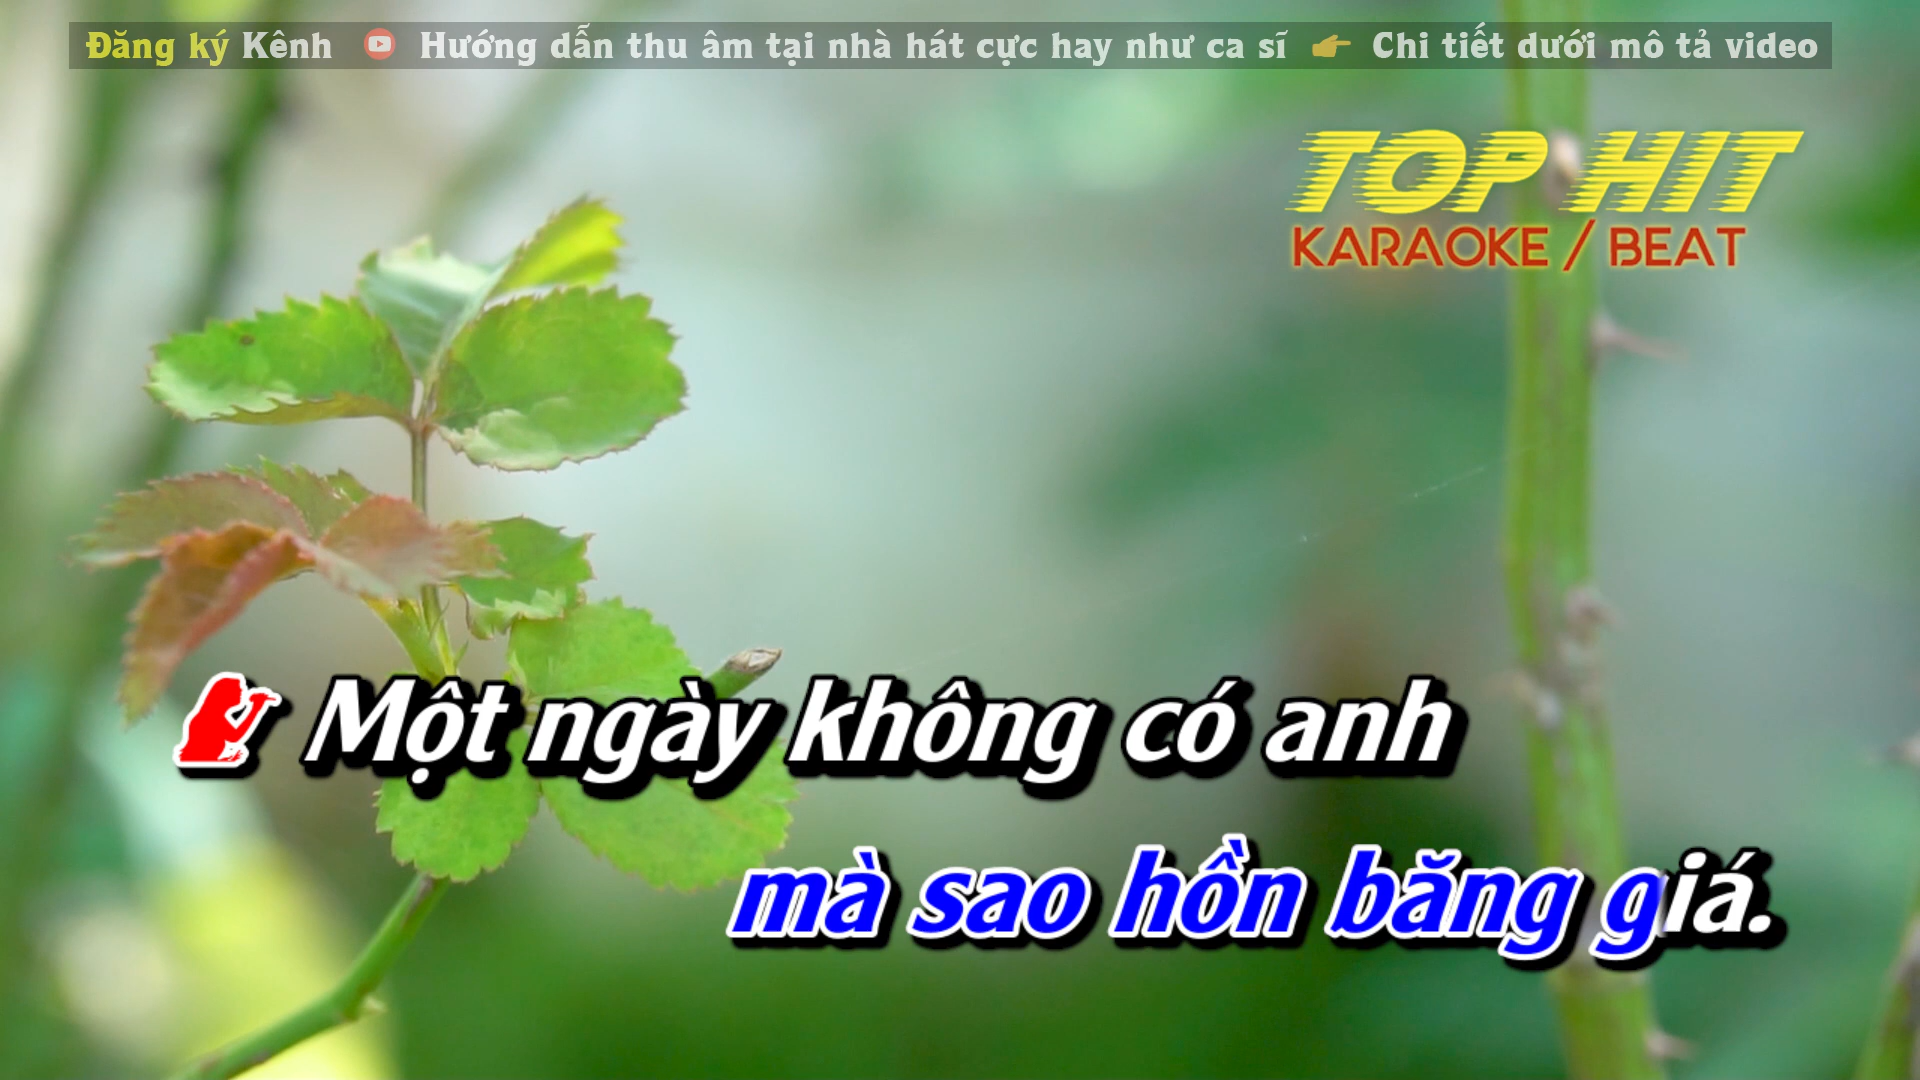 Đăng ký Kênh Hướng dẫn thu âm tại nhà hát cực hay như ca sĩ 👉 Chi tiết dưới mô tả video
TOP HIT
KARAOKE / BEAT
Một ngày không có anh
mà sao hồn băng giá.